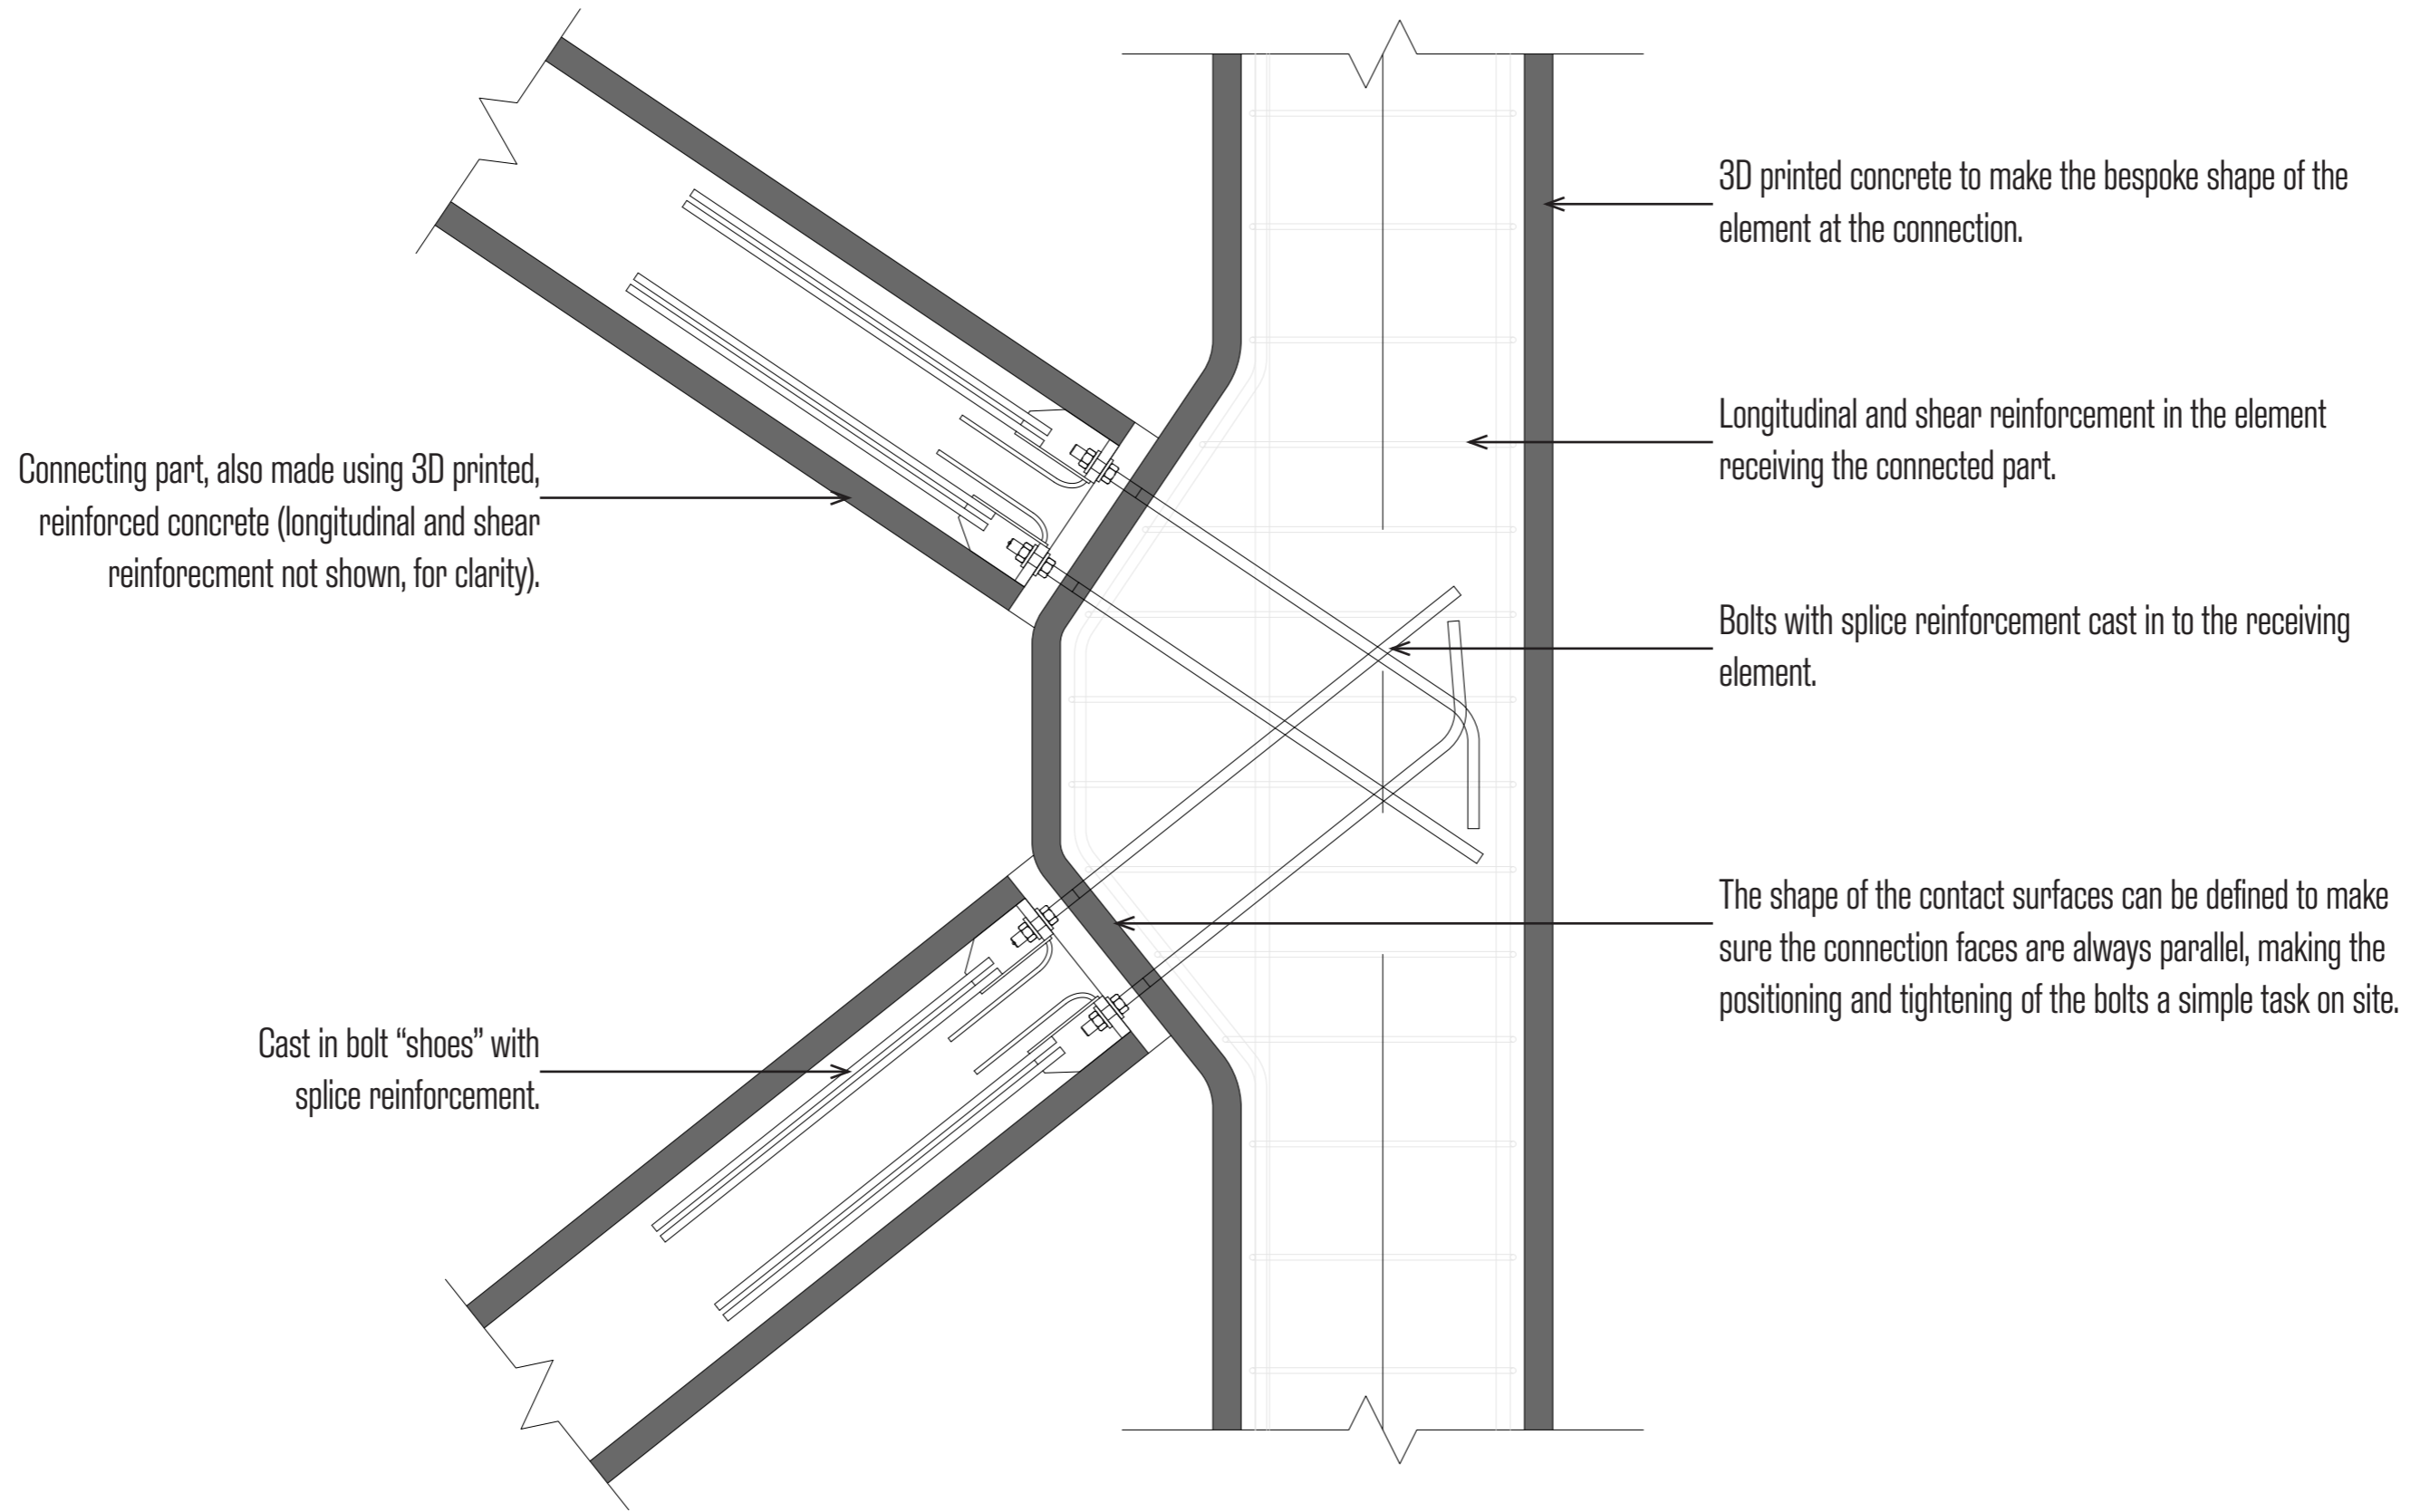 3D printed concrete to make the bespoke shape of the
element at the connection.
Longitudinal and shear reinforcement in the element
receiving the connected part.
Connecting part, also made using 3D printed,
reinforced concrete (longitudinal and shear
reinforecment not shown, for clarity).
Bolts with splice reinforcement cast in to the receiving
element.
The shape of the contact surfaces can be defined to make
sure the connection faces are always parallel, making the
positioning and tightening of the bolts a simple task on site.
Cast in bolt “shoes” with
splice reinforcement.